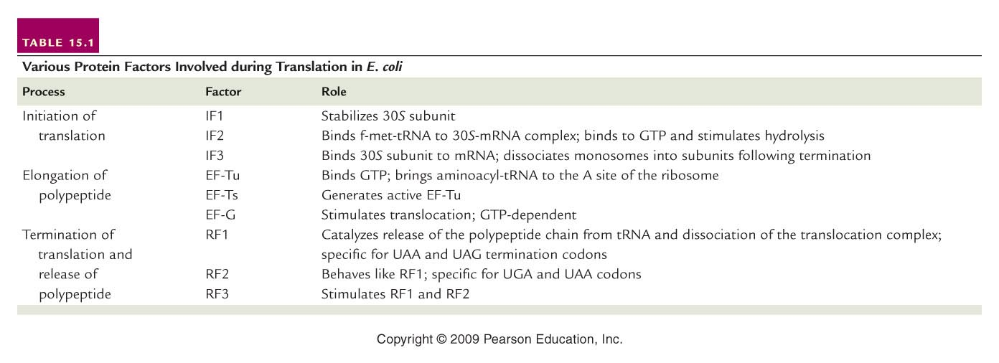 TABLE 15.1
Various Protein Factors Involved during Translation in E. coli
Process Factor Role
Initiation of IF1 Stabilizes 30S subunit
translation IF2 Binds f-met-tRNA to 30S-mRNA complex; binds to GTP and stimulates hydrolysis
IF3 Binds 30S subunit to mRNA; dissociates monosomes into subunits following termination
Elongation of EF-Tu Binds GTP; brings aminoacyl-tRNA to the A site of the ribosome
polypeptide EF-Ts Generates active EF-Tu
EF-G Stimulates translocation; GTP-dependent
Termination of RF1 Catalyzes release of the polypeptide chain from tRNA and dissociation of the translocation complex;
translation and specific for UAA and UAG termination codons
release of RF2 Behaves like RF1; specific for UGA and UAA codons
polypeptide RF3 Stimulates RF1 and RF2
Copyright © 2009 Pearson Education, Inc.